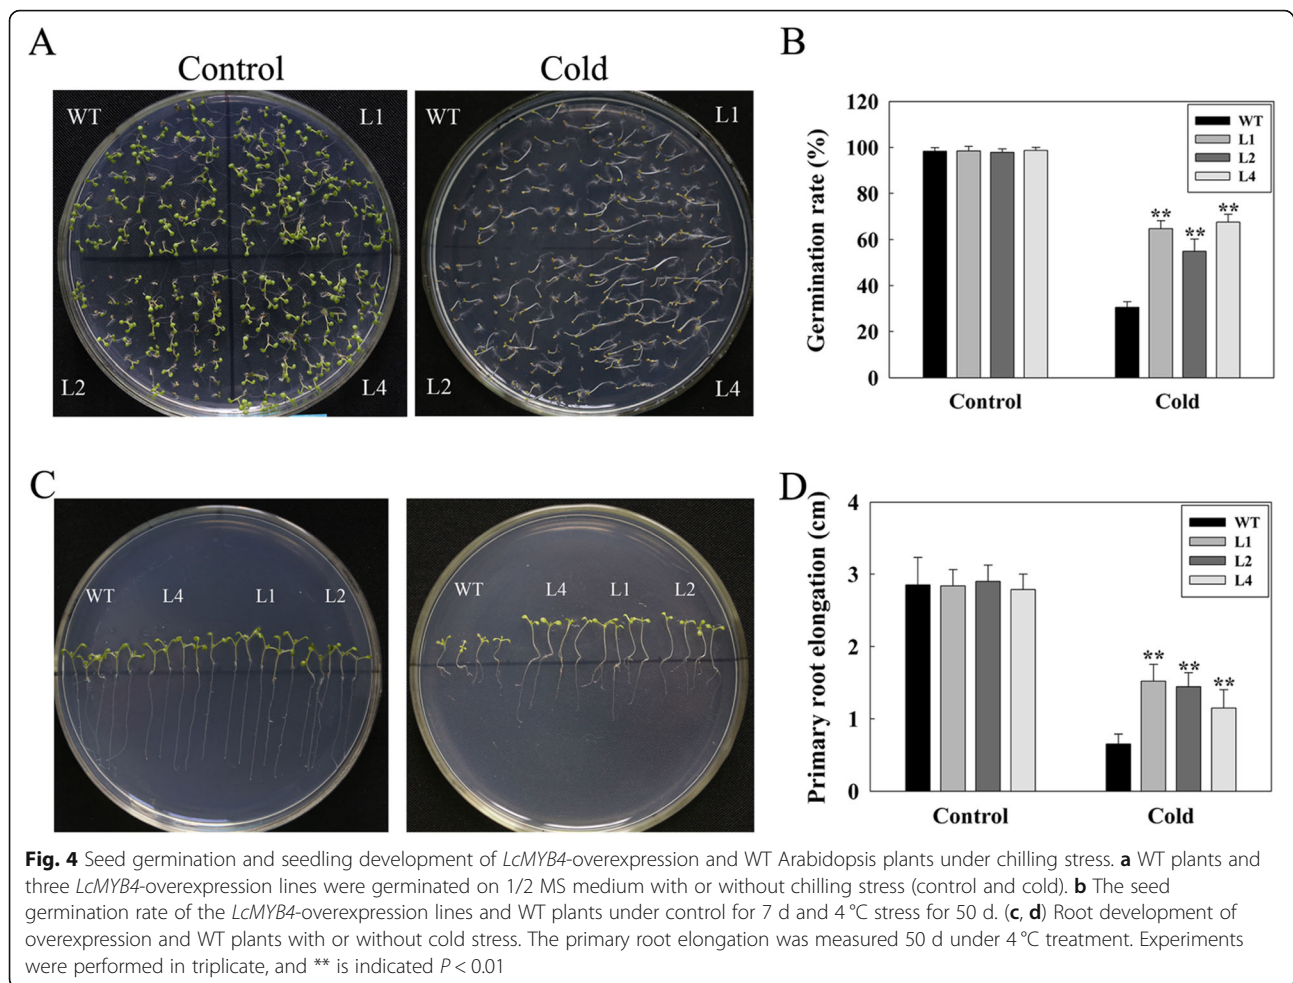 A
Control
Cold
WT
L1
L2
L4
WT
L1
L2
L4
B
Germination rate (%)
120
100
80
60
40
20
0
WT
L1
L2
L4
**
**
**
Control
Cold
C
WT
L4
L1
L2
WT
L4
L1
L2
D
Primary root elongation (cm)
4
3
2
1
0
WT
L1
L2
L4
**
**
**
Control
Cold
Fig. 4 Seed germination and seedling development of LcMYB4-overexpression and WT Arabidopsis plants under chilling stress. a WT plants and
three LcMYB4-overexpression lines were germinated on 1/2 MS medium with or without chilling stress (control and cold). b The seed
germination rate of the LcMYB4-overexpression lines and WT plants under control for 7 d and 4 °C stress for 50 d. (c, d) Root development of
overexpression and WT plants with or without cold stress. The primary root elongation was measured 50 d under 4 °C treatment. Experiments
were performed in triplicate, and ** is indicated P < 0.01